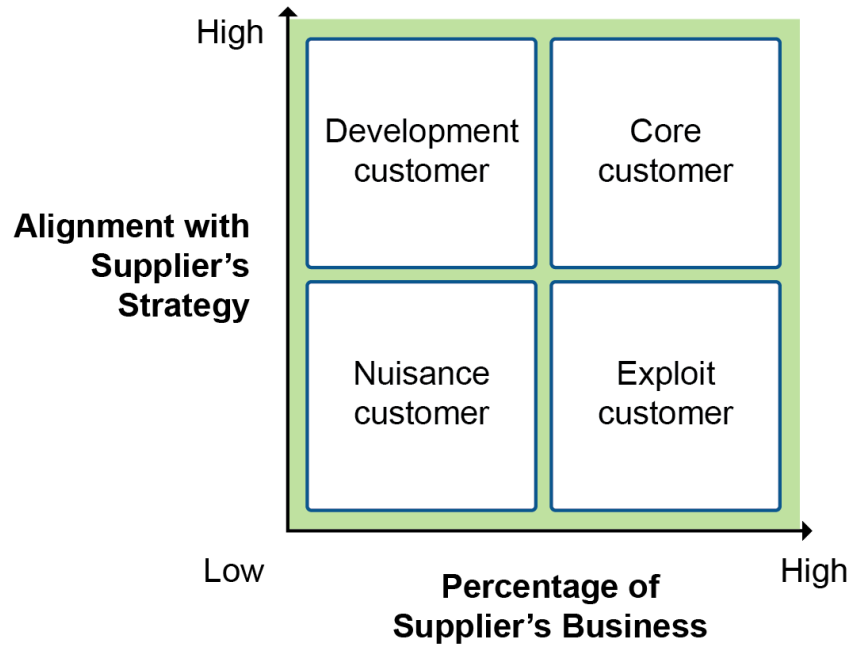 High
Development
customer
Core
customer
Alignment with
Supplier’s
Strategy
Nuisance
customer
Exploit
customer
Low
High
Percentage of
Supplier’s Business